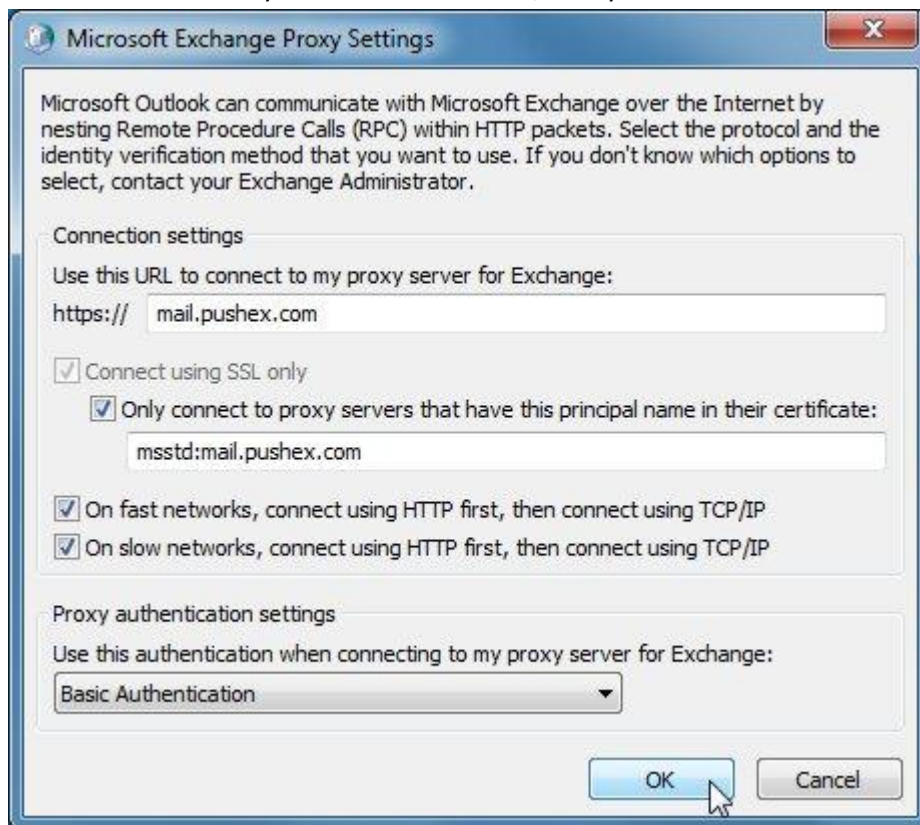 Microsoft Exchange Proxy Settings
Microsoft Outlook can communicate with Microsoft Exchange over the Internet by
nesting Remote Procedure Calls (RPC) within HTTP packets. Select the protocol and the
identity verification method that you want to use. If you don't know which options to
select, contact your Exchange Administrator.
Connection settings
Use this URL to connect to my proxy server for Exchange:
https:// mail.pushex.com
Connect using SSL only
Only connect to proxy servers that have this principal name in their certificate:
msstd:mail.pushex.com
On fast networks, connect using HTTP first, then connect using TCP/IP
On slow networks, connect using HTTP first, then connect using TCP/IP
Proxy authentication settings
Use this authentication when connecting to my proxy server for Exchange:
Basic Authentication
OK Cancel